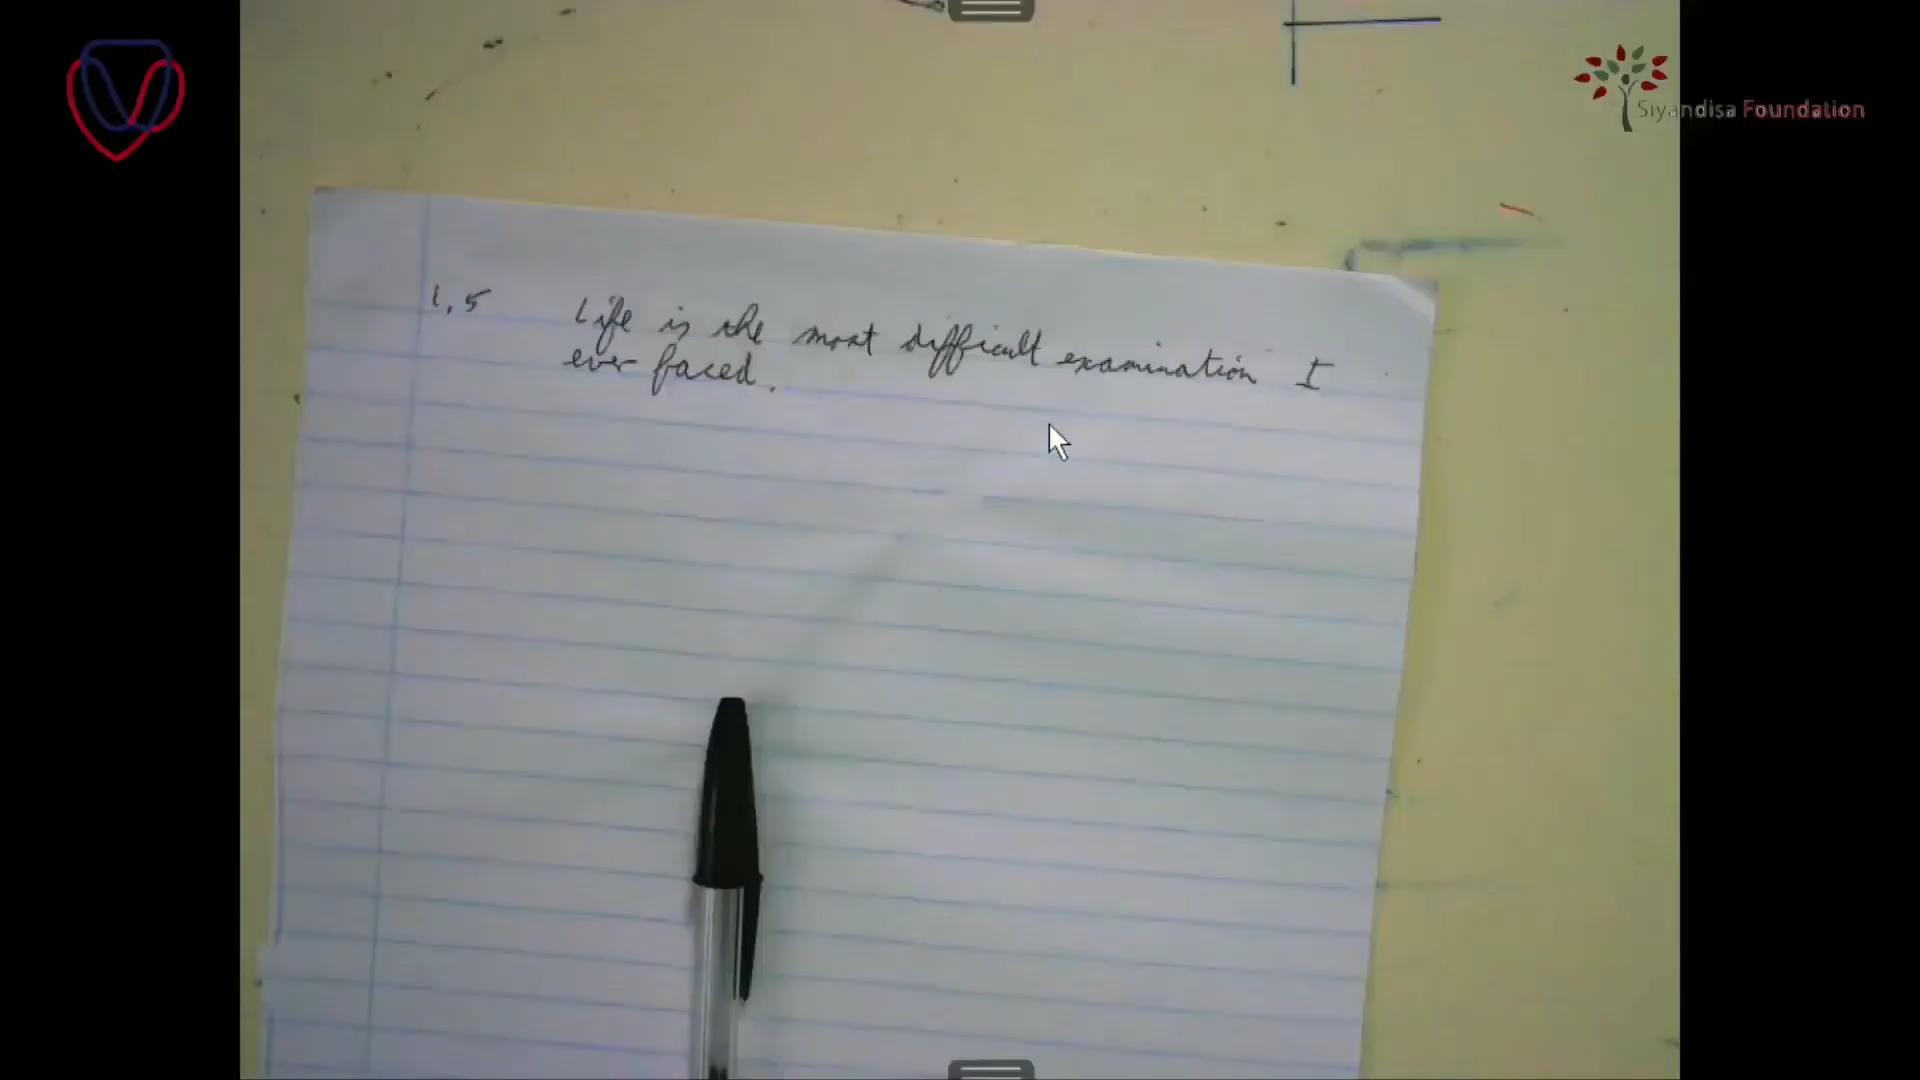 Siyandisa Foundation
1.5 Life is the most difficult examination I
ever faced.